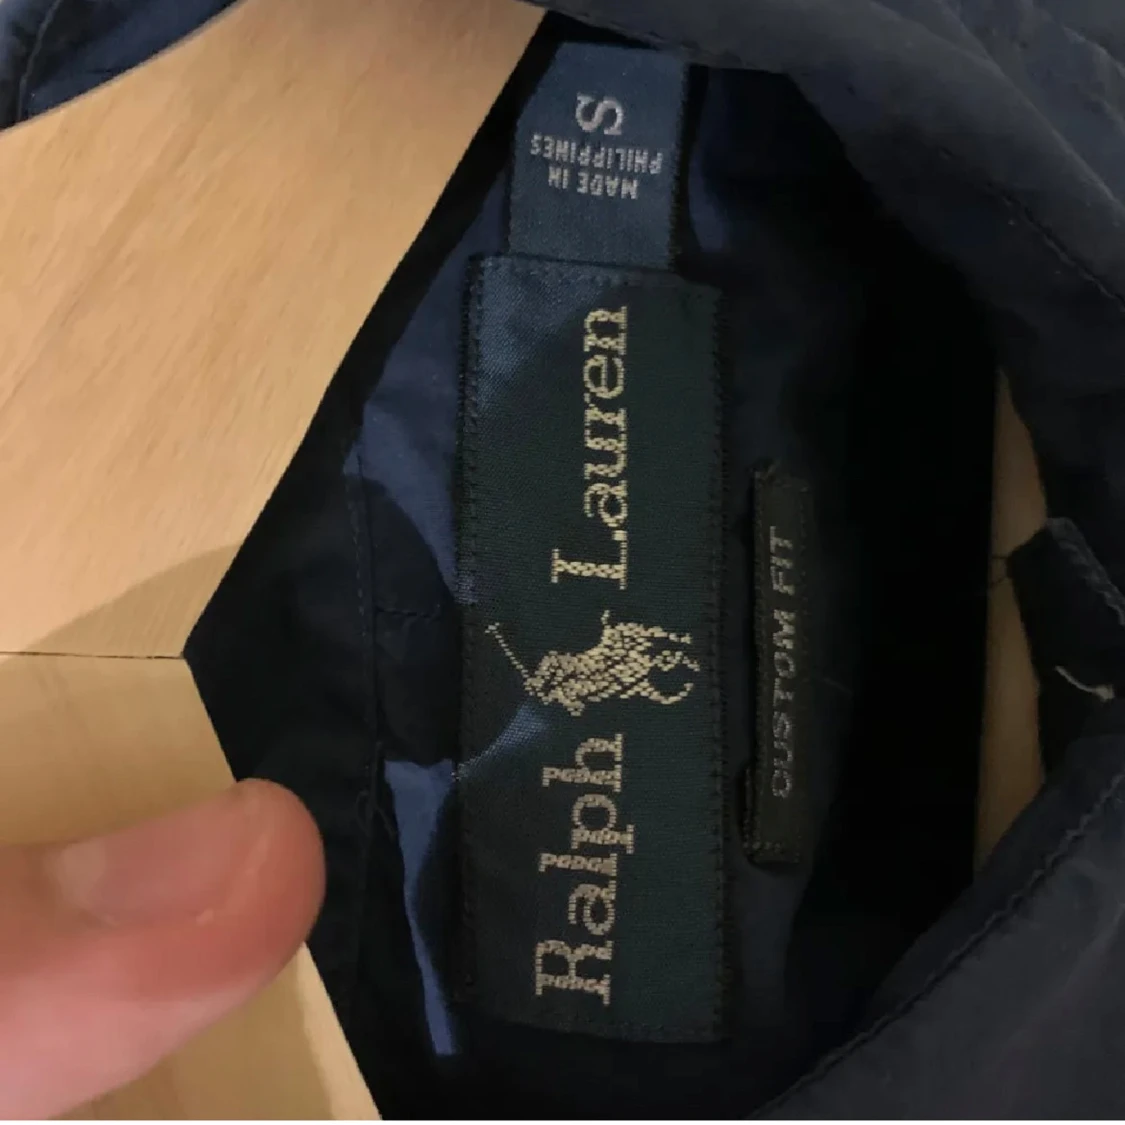 Ralph Lauren
CUSTOM FIT
S
MADE IN
PHILIPPINES